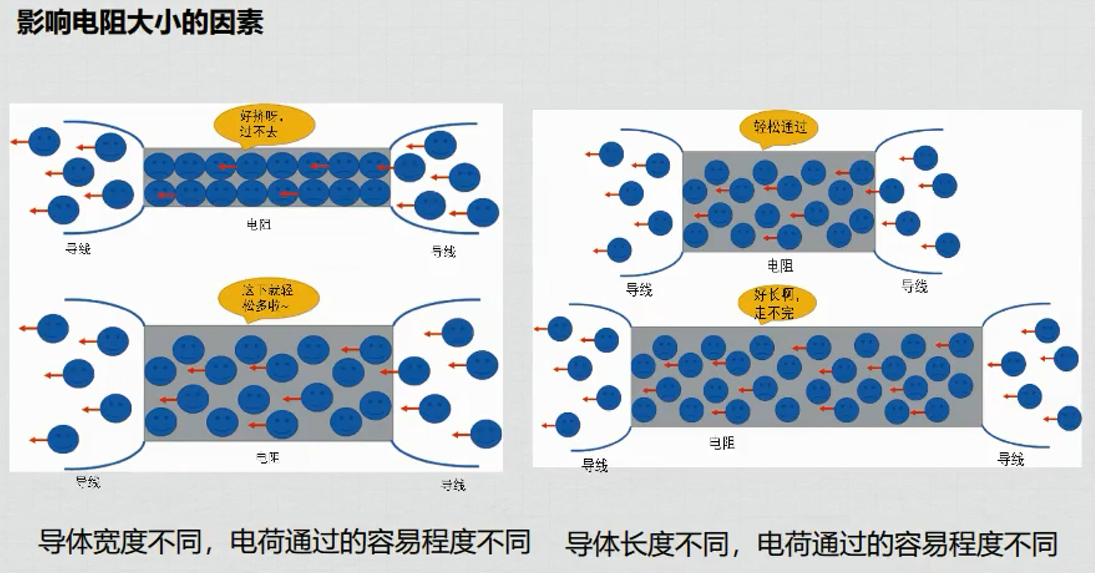 影响电阻大小的因素
好挤呀，
过不去
电阻
导线
导线
这下就轻
松多啦~
电阻
导线
导线
轻松通过
电阻
导线
导线
好长啊，
走不完
电阻
导线
导线
导体宽度不同，电荷通过的容易程度不同
导体长度不同，电荷通过的容易程度不同